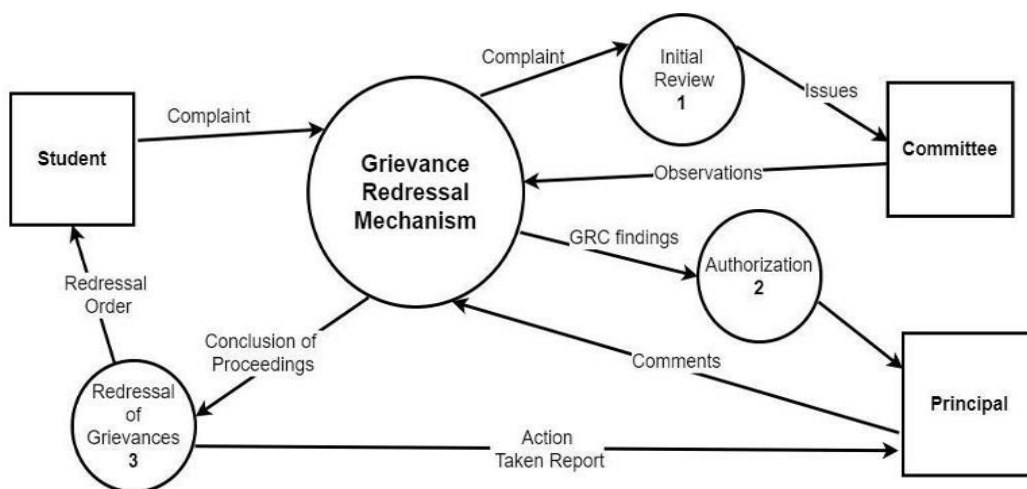 Complaint
Initial
Review
1
Issues
Student
Complaint
Grievance
Redressal
Mechanism
Committee
Observations
GRC findings
Authorization
2
Redressal
Order
Conclusion of
Proceedings
Comments
Principal
Redressal
of
Grievances
3
Action
Taken Report